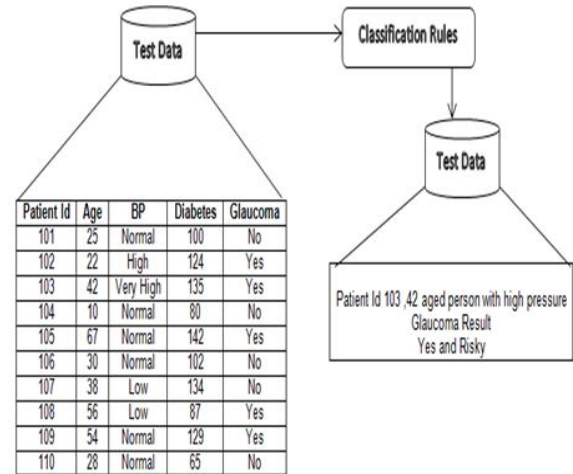 Test Data
Classification Rules
Test Data
Patient Id Age BP Diabetes Glaucoma
101 25 Normal 100 No
102 22 High 124 Yes
103 42 Very High 135 Yes
104 10 Normal 80 No
105 67 Normal 142 Yes
106 30 Normal 102 No
107 38 Low 134 No
108 56 Low 87 Yes
109 54 Normal 129 Yes
110 28 Normal 65 No
Patient Id 103 ,42 aged person with high pressure
Glaucoma Result
Yes and Risky